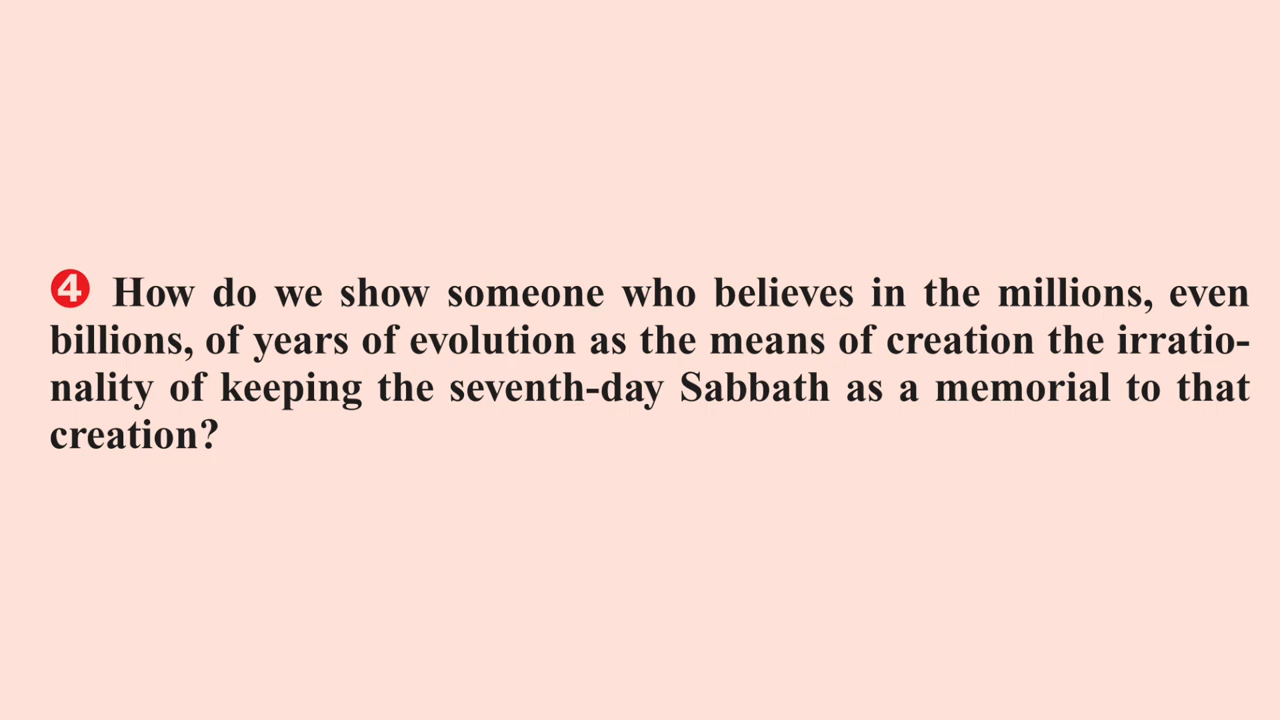 ❹ How do we show someone who believes in the millions, even
billions, of years of evolution as the means of creation the irratio-
nality of keeping the seventh-day Sabbath as a memorial to that
creation?